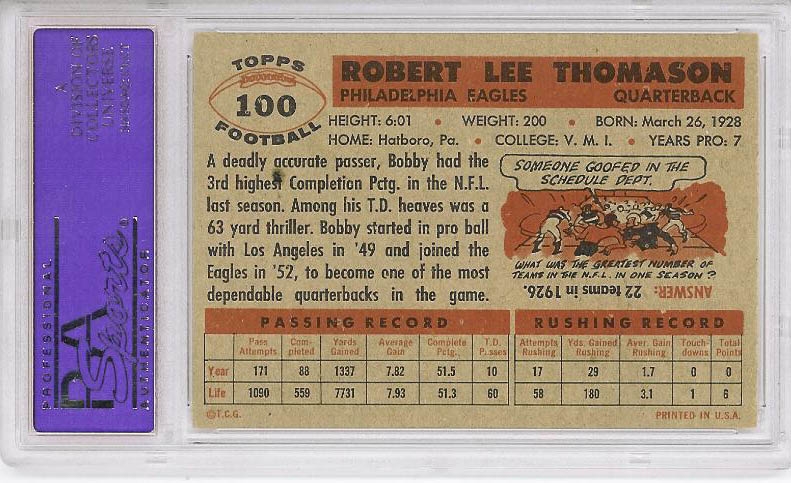 TOPPS
100
FOOTBALL
ROBERT LEE THOMASON
PHILADELPHIA EAGLES QUARTERBACK
HEIGHT: 6:01 • WEIGHT: 200 • BORN: March 26, 1928
HOME: Hatboro, Pa. • COLLEGE: V. M. I. • YEARS PRO: 7
A deadly accurate passer, Bobby had the
3rd highest Completion Pctg. in the N.F.L.
last season. Among his T.D. heaves was a
63 yard thriller. Bobby started in pro ball
with Los Angeles in '49 and joined the
Eagles in '52, to become one of the most
dependable quarterbacks in the game.
SOMEONE GOOFED IN THE
SCHEDULE DEPT.
WHAT WAS THE GREATEST NUMBER OF
TEAMS IN THE N.F.L. IN ONE SEASON?
ANSWER: 22 teams in 1926.
PASSING RECORD
Pass Attempts Com-pleted Yards Gained Average Gain Complete Pctg. T.D. Passes
Year 171 88 1337 7.82 51.5 10
Life 1090 559 7731 7.93 51.3 60
RUSHING RECORD
Attempts Rushing Yds. Gained Rushing Aver. Gain Rushing Touch-downs Total Points
17 29 1.7 0 0
58 180 3.1 1 6
©T.C.G. PRINTED IN U.S.A.
A
DIVISION OF
COLLECTORS
UNIVERSE
PROFESSIONAL
PSA
Sports
AUTHENTICATOR